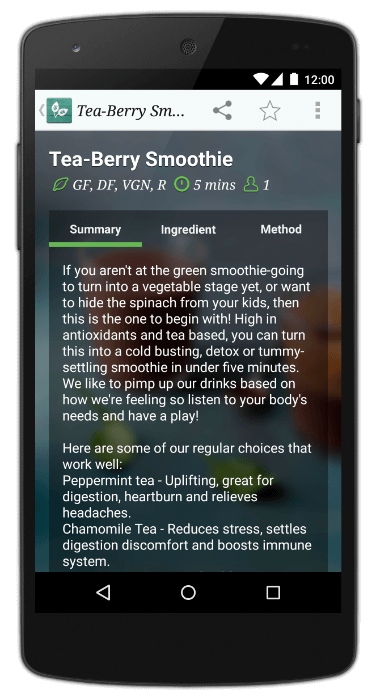 12:00
Tea-Berry Sm...
Tea-Berry Smoothie
GF, DF, VGN, R 5 mins 1
Summary Ingredient Method
If you aren't at the green smoothie-going
to turn into a vegetable stage yet, or want
to hide the spinach from your kids, then
this is the one to begin with! High in
antioxidants and tea based, you can turn
this into a cold busting, detox or tummy-
settling smoothie in under five minutes.
We like to pimp up our drinks based on
how we're feeling so listen to your body's
needs and have a play!
Here are some of our regular choices that
work well:
Peppermint tea - Uplifting, great for
digestion, heartburn and relieves
headaches.
Chamomile Tea - Reduces stress, settles
digestion discomfort and boosts immune
system.